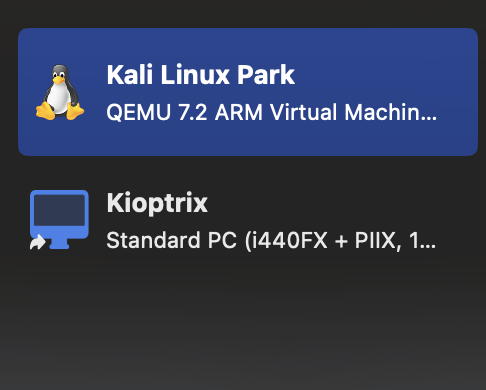 Kali Linux Park
QEMU 7.2 ARM Virtual Machin...
Kioptrix
Standard PC (i440FX + PIIX, 1...